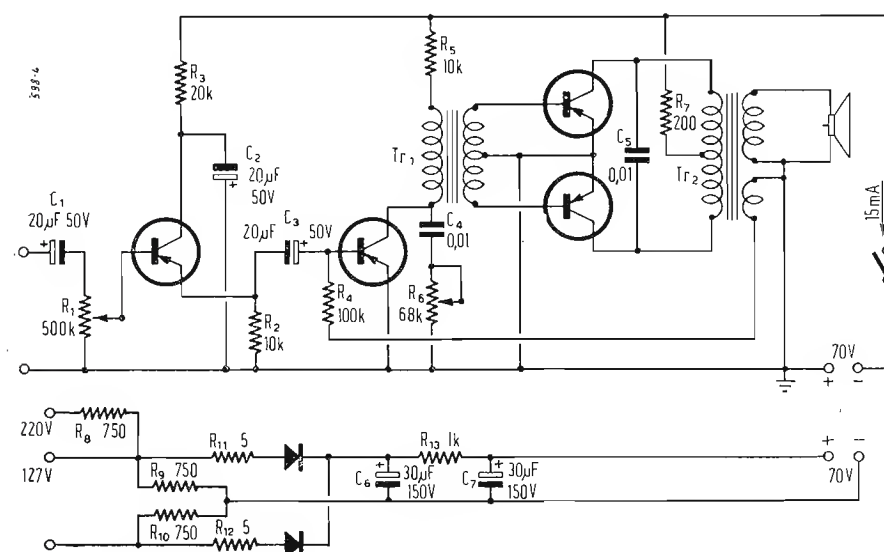 598-4
R3
20k
C2
20µF
50V
C1
20µF 50V
R1
500k
C3
20µF 50V
R2
10k
R4
100k
R5
10k
Tr1
C4
0,01
R6
68k
C5
0,01
R7
200
Tr2
15mA
70V
+ −
220V
R8 750
127V
R9 750
R10 750
R11 5
R12 5
R13 1k
C6
30µF
150V
C7
30µF
150V
+ −
70V